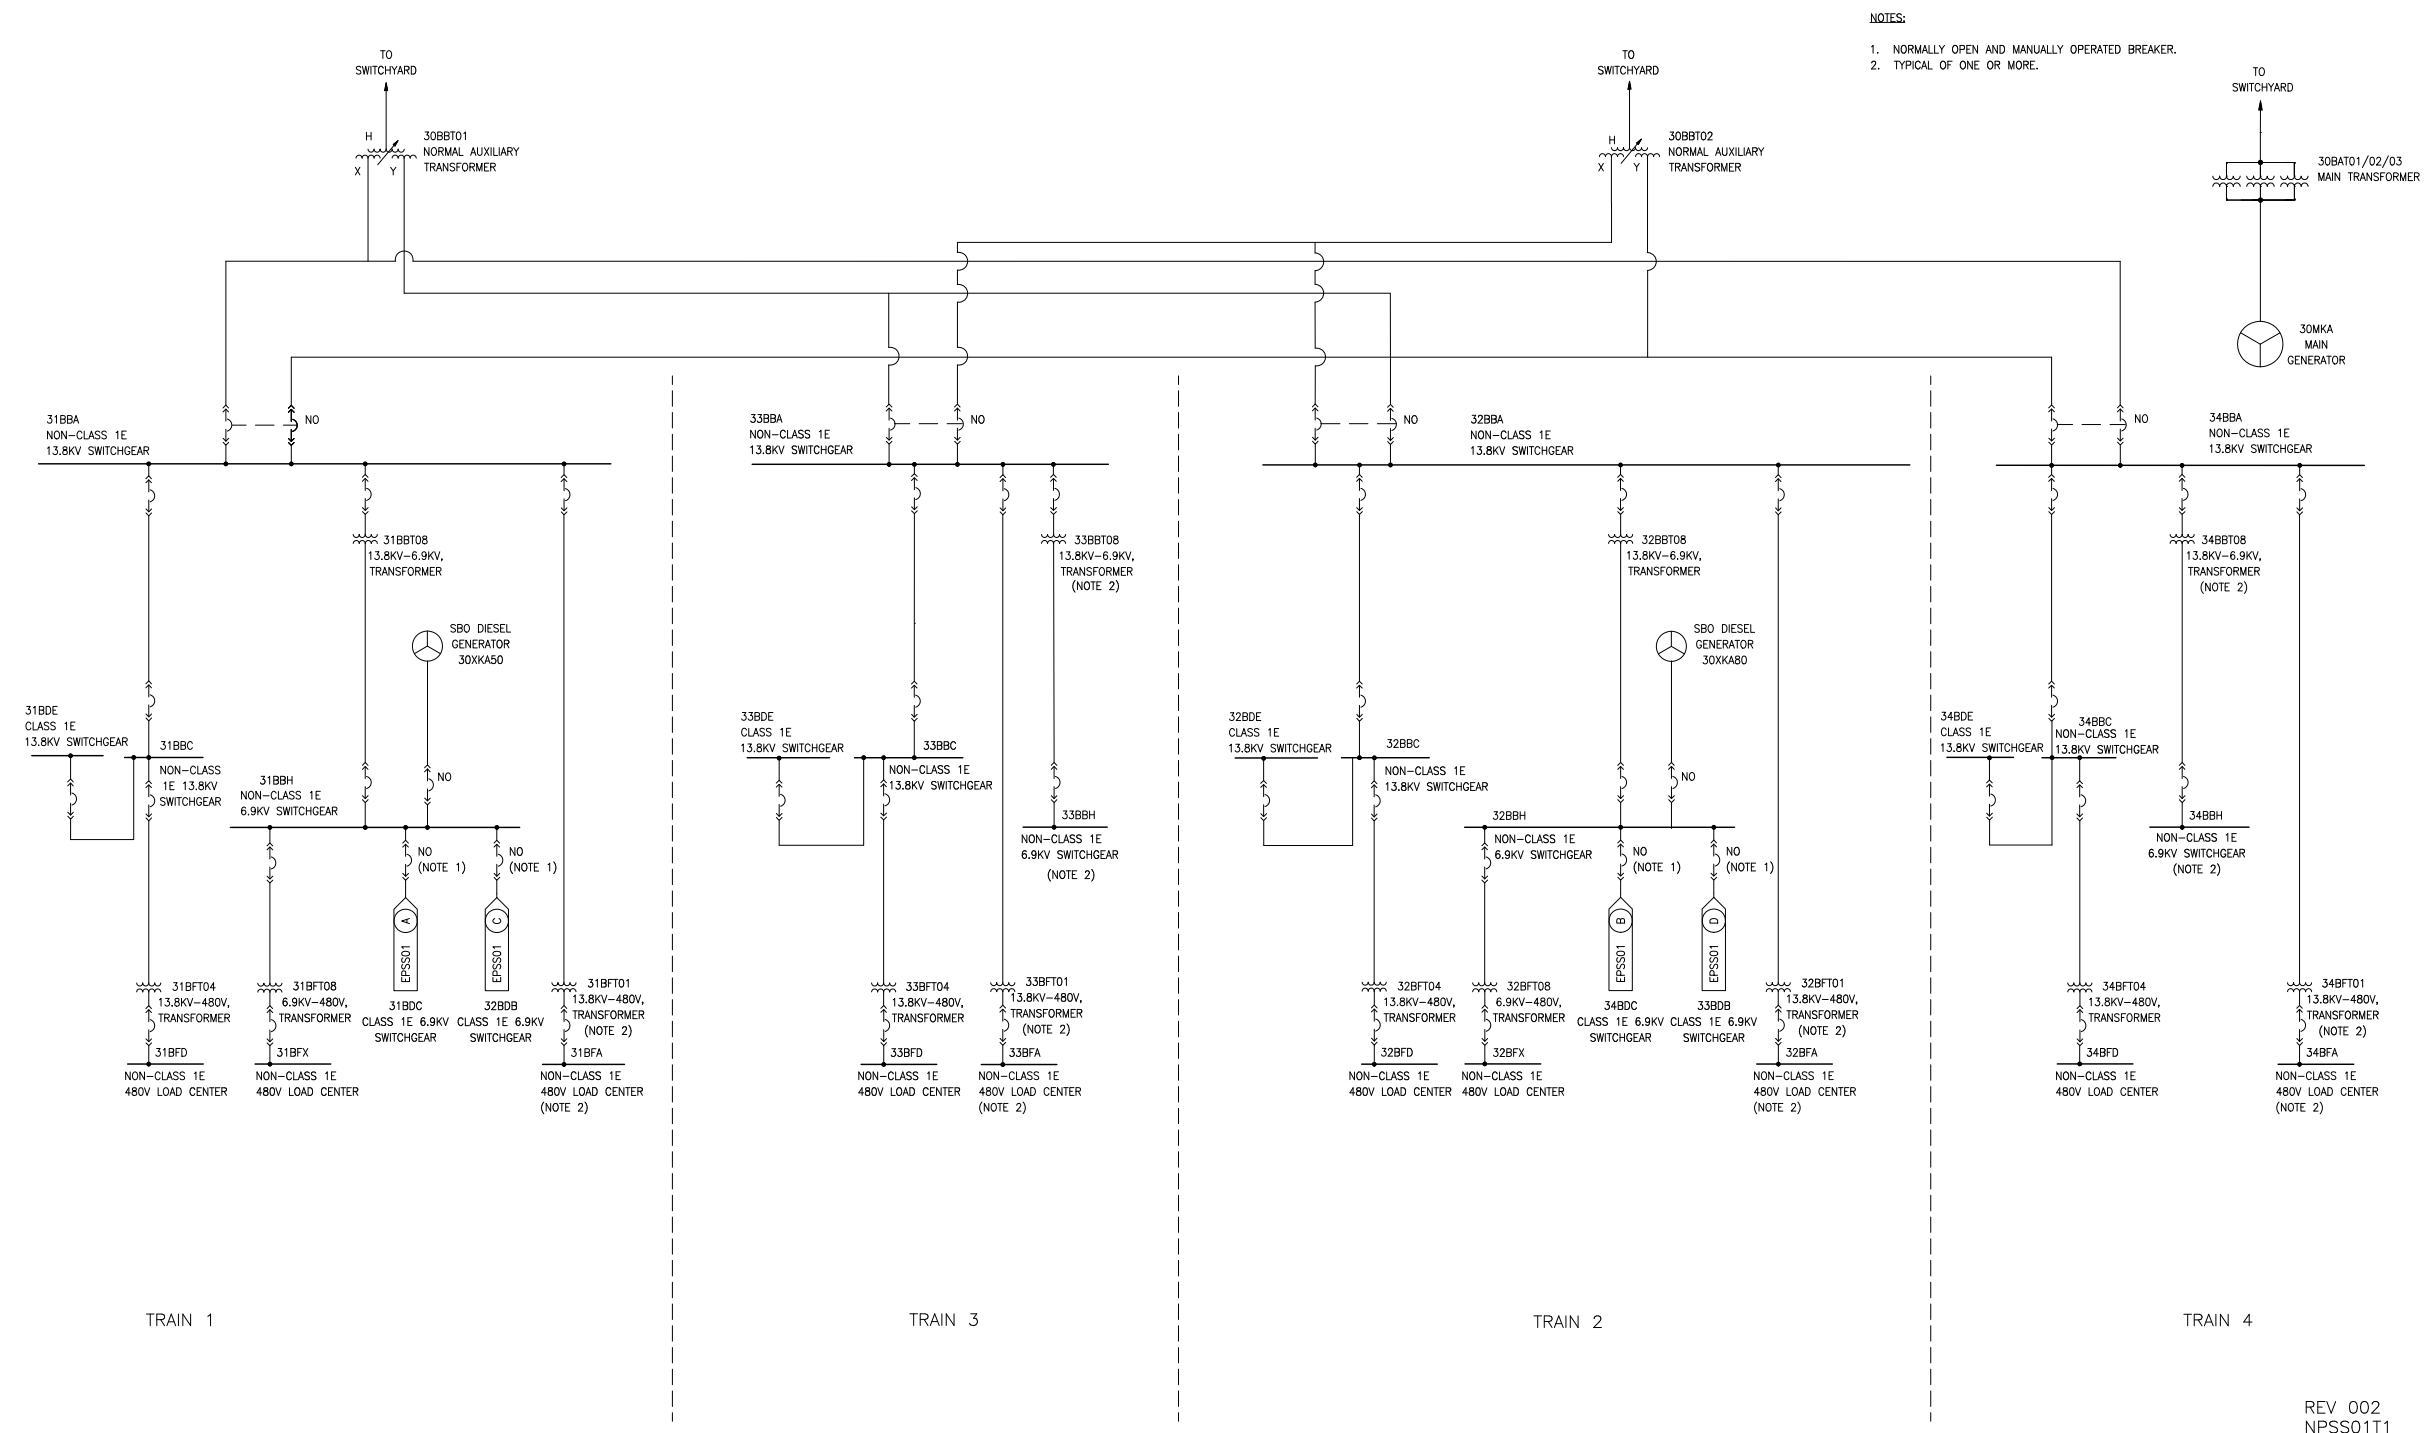 NOTES:
1. NORMALLY OPEN AND MANUALLY OPERATED BREAKER.
2. TYPICAL OF ONE OR MORE.
TO
SWITCHYARD
H
X
Y
30BBT01
NORMAL AUXILIARY
TRANSFORMER
TO
SWITCHYARD
H
X
Y
30BBT02
NORMAL AUXILIARY
TRANSFORMER
TO
SWITCHYARD
30BAT01/02/03
MAIN TRANSFORMER
30MKA
MAIN
GENERATOR
31BBA
NON-CLASS 1E
13.8KV SWITCHGEAR
NO
31BBT08
13.8KV-6.9KV,
TRANSFORMER
SBO DIESEL
GENERATOR
30XKA50
31BDE
CLASS 1E
13.8KV SWITCHGEAR
31BBC
NON-CLASS
1E 13.8KV
SWITCHGEAR
31BBH
NON-CLASS 1E
6.9KV SWITCHGEAR
NO
NO
(NOTE 1)
NO
(NOTE 1)
A
EPSS01
C
EPSS01
31BFT04
13.8KV-480V,
TRANSFORMER
31BFT08
6.9KV-480V,
TRANSFORMER
31BDC
CLASS 1E 6.9KV
SWITCHGEAR
32BDB
CLASS 1E 6.9KV
SWITCHGEAR
31BFT01
13.8KV-480V,
TRANSFORMER
(NOTE 2)
31BFD
NON-CLASS 1E
480V LOAD CENTER
31BFX
NON-CLASS 1E
480V LOAD CENTER
31BFA
NON-CLASS 1E
480V LOAD CENTER
(NOTE 2)
TRAIN 1
33BBA
NON-CLASS 1E
13.8KV SWITCHGEAR
NO
33BBT08
13.8KV-6.9KV,
TRANSFORMER
(NOTE 2)
33BDE
CLASS 1E
13.8KV SWITCHGEAR
33BBC
NON-CLASS 1E
13.8KV SWITCHGEAR
33BBH
NON-CLASS 1E
6.9KV SWITCHGEAR
(NOTE 2)
33BFT04
13.8KV-480V,
TRANSFORMER
33BFT01
13.8KV-480V,
TRANSFORMER
(NOTE 2)
33BFD
NON-CLASS 1E
480V LOAD CENTER
33BFA
NON-CLASS 1E
480V LOAD CENTER
(NOTE 2)
TRAIN 3
32BBA
NON-CLASS 1E
13.8KV SWITCHGEAR
NO
32BBT08
13.8KV-6.9KV,
TRANSFORMER
SBO DIESEL
GENERATOR
30XKA80
32BDE
CLASS 1E
13.8KV SWITCHGEAR
32BBC
NON-CLASS 1E
13.8KV SWITCHGEAR
NO
32BBH
NON-CLASS 1E
6.9KV SWITCHGEAR
NO
(NOTE 1)
NO
(NOTE 1)
B
EPSS01
D
EPSS01
32BFT04
13.8KV-480V,
TRANSFORMER
32BFT08
6.9KV-480V,
TRANSFORMER
34BDC
CLASS 1E 6.9KV
SWITCHGEAR
33BDB
CLASS 1E 6.9KV
SWITCHGEAR
32BFT01
13.8KV-480V,
TRANSFORMER
(NOTE 2)
32BFD
NON-CLASS 1E
480V LOAD CENTER
32BFX
NON-CLASS 1E
480V LOAD CENTER
32BFA
NON-CLASS 1E
480V LOAD CENTER
(NOTE 2)
TRAIN 2
34BBA
NON-CLASS 1E
13.8KV SWITCHGEAR
NO
34BBT08
13.8KV-6.9KV,
TRANSFORMER
(NOTE 2)
34BDE
CLASS 1E
13.8KV SWITCHGEAR
34BBC
NON-CLASS 1E
13.8KV SWITCHGEAR
34BBH
NON-CLASS 1E
6.9KV SWITCHGEAR
(NOTE 2)
34BFT04
13.8KV-480V,
TRANSFORMER
34BFT01
13.8KV-480V,
TRANSFORMER
(NOTE 2)
34BFD
NON-CLASS 1E
480V LOAD CENTER
34BFA
NON-CLASS 1E
480V LOAD CENTER
(NOTE 2)
TRAIN 4
REV 002
NPSS01T1